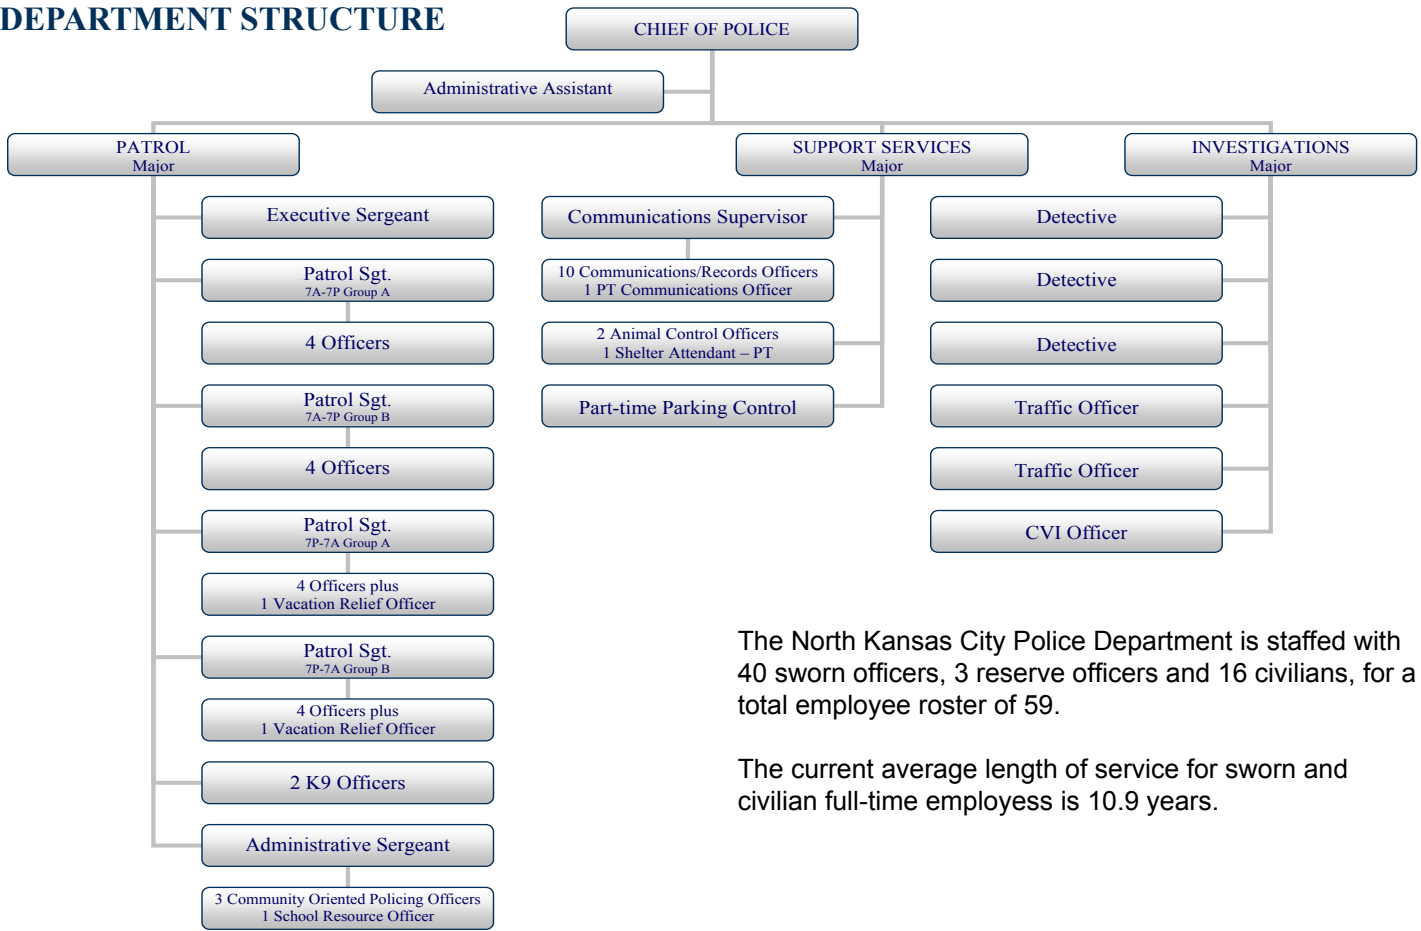 DEPARTMENT STRUCTURE
CHIEF OF POLICE
Administrative Assistant
PATROL
Major
SUPPORT SERVICES
Major
INVESTIGATIONS
Major
Executive Sergeant
Patrol Sgt.
7A-7P Group A
4 Officers
Patrol Sgt.
7A-7P Group B
4 Officers
Patrol Sgt.
7P-7A Group A
4 Officers plus
1 Vacation Relief Officer
Patrol Sgt.
7P-7A Group B
4 Officers plus
1 Vacation Relief Officer
2 K9 Officers
Administrative Sergeant
3 Community Oriented Policing Officers
1 School Resource Officer
Communications Supervisor
10 Communications/Records Officers
1 PT Communications Officer
2 Animal Control Officers
1 Shelter Attendant – PT
Part-time Parking Control
Detective
Detective
Detective
Traffic Officer
Traffic Officer
CVI Officer
The North Kansas City Police Department is staffed with
40 sworn officers, 3 reserve officers and 16 civilians, for a
total employee roster of 59.
The current average length of service for sworn and
civilian full-time employess is 10.9 years.